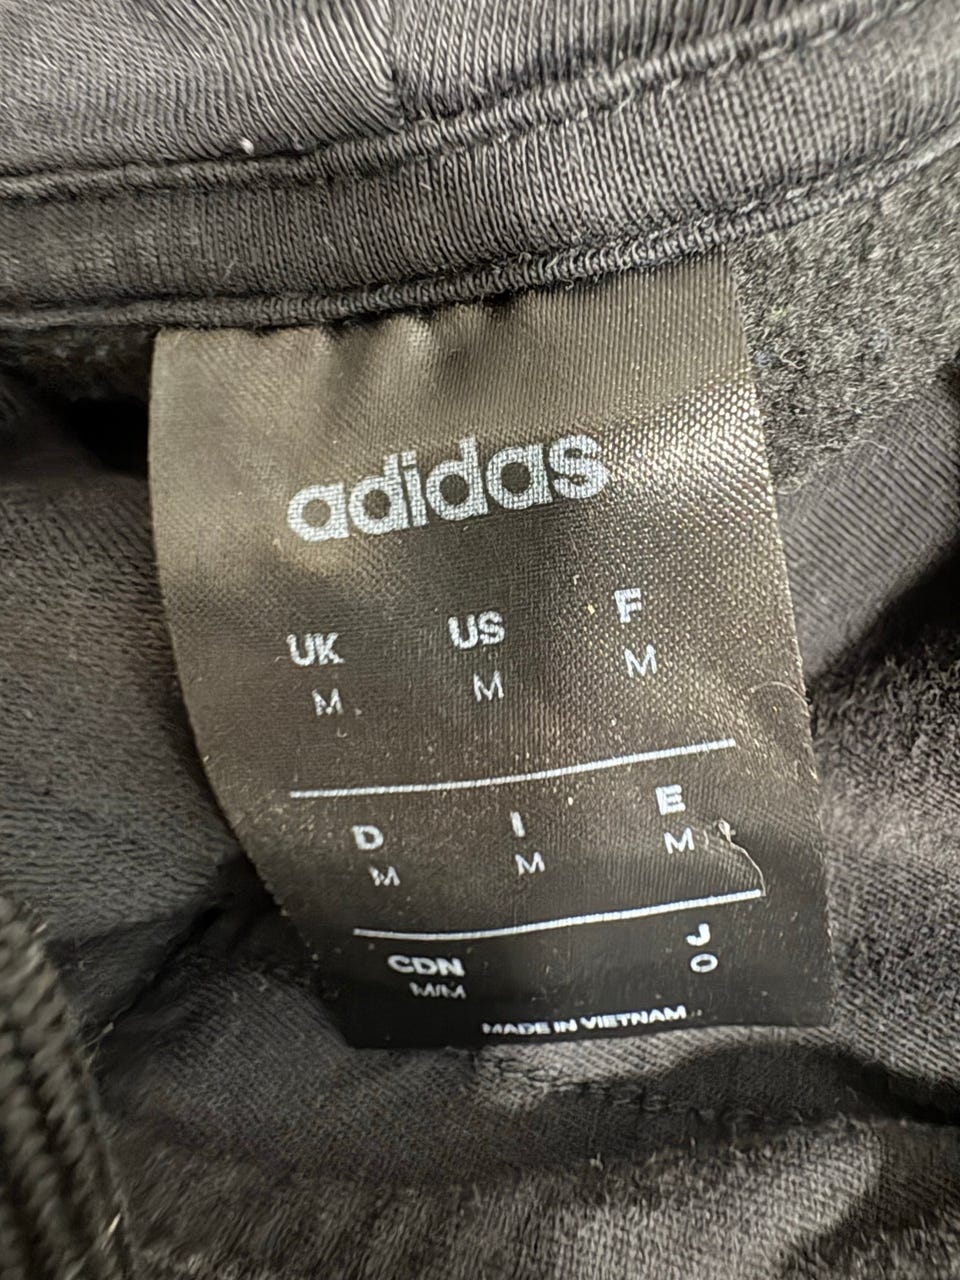 adidas
UK US F
M M M
D I E
M M M
CDN J
M/M O
MADE IN VIETNAM